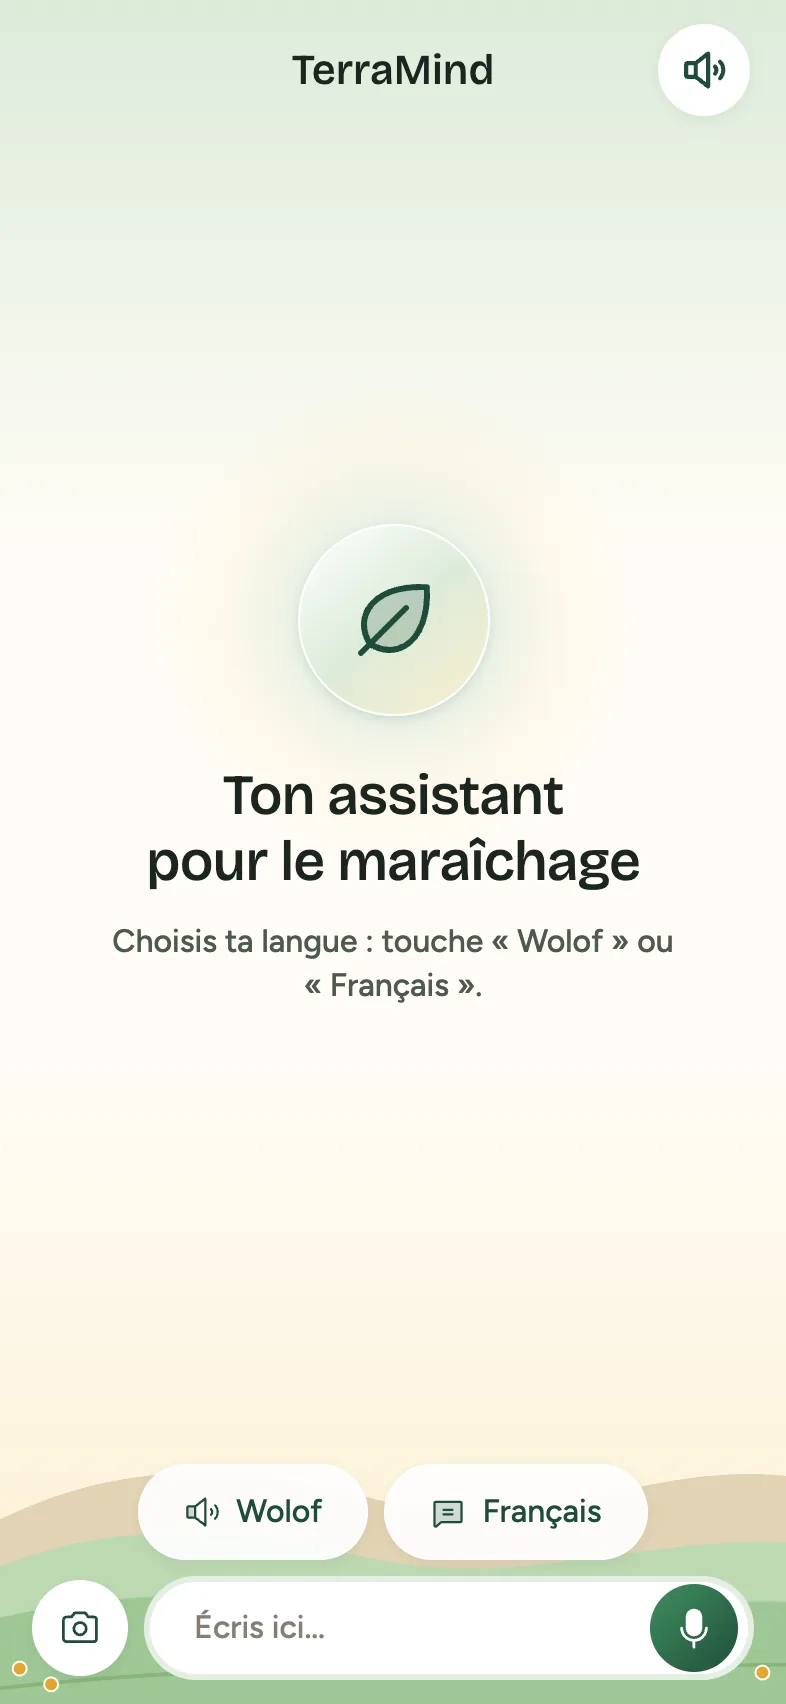 TerraMind
Ton assistant
pour le maraîchage
Choisis ta langue : touche « Wolof » ou
« Français ».
Wolof
Français
Écris ici...